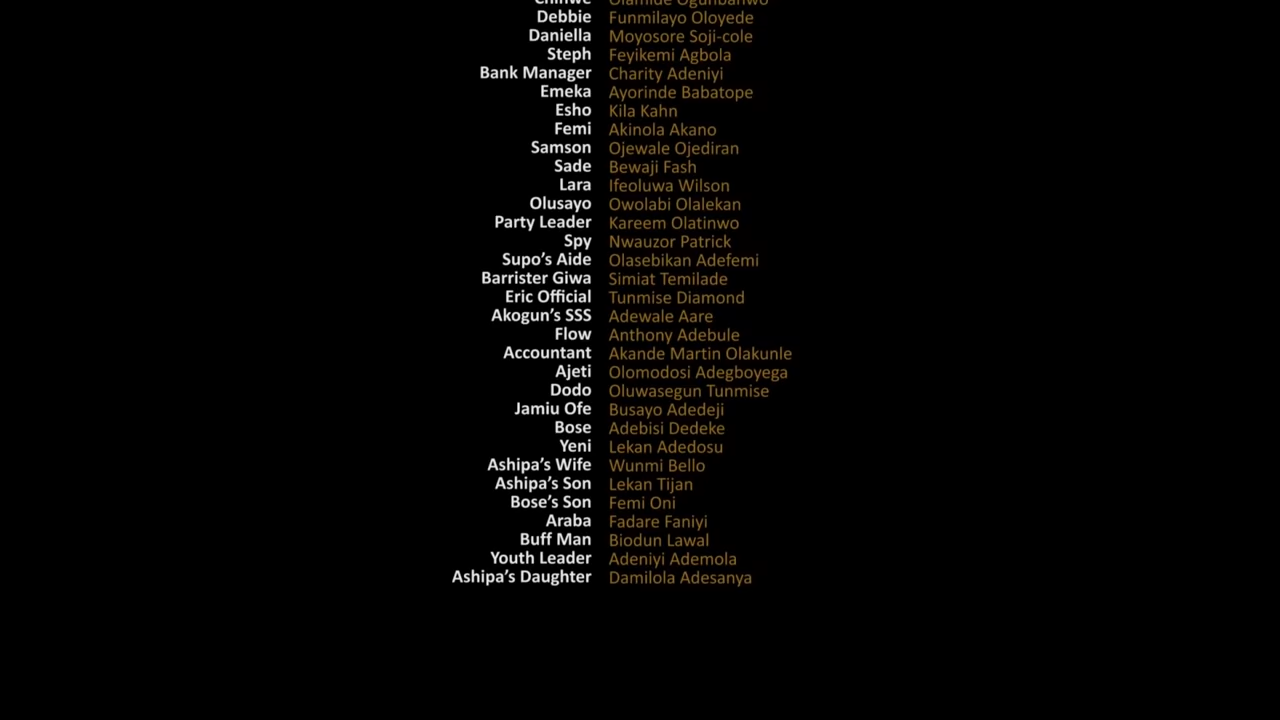 Chinwe Olamide Ogunbanwo
Debbie Funmilayo Oloyede
Daniella Moyosore Soji-cole
Steph Feyikemi Agbola
Bank Manager Charity Adeniyi
Emeka Ayorinde Babatope
Esho Kila Kahn
Femi Akinola Akano
Samson Ojewale Ojediran
Sade Bewaji Fash
Lara Ifeoluwa Wilson
Olusayo Owolabi Olalekan
Party Leader Kareem Olatinwo
Spy Nwauzor Patrick
Supo’s Aide Olasebikan Adefemi
Barrister Giwa Simiat Temilade
Eric Official Tunmise Diamond
Akogun’s SSS Adewale Aare
Flow Anthony Adebule
Accountant Akande Martin Olakunle
Ajeti Olomodosi Adegboyega
Dodo Oluwasegun Tunmise
Jamiu Ofe Busayo Adedeji
Bose Adebisi Dedeke
Yeni Lekan Adedosu
Ashipa’s Wife Wunmi Bello
Ashipa’s Son Lekan Tijan
Bose’s Son Femi Oni
Araba Fadare Faniyi
Buff Man Biodun Lawal
Youth Leader Adeniyi Ademola
Ashipa’s Daughter Damilola Adesanya